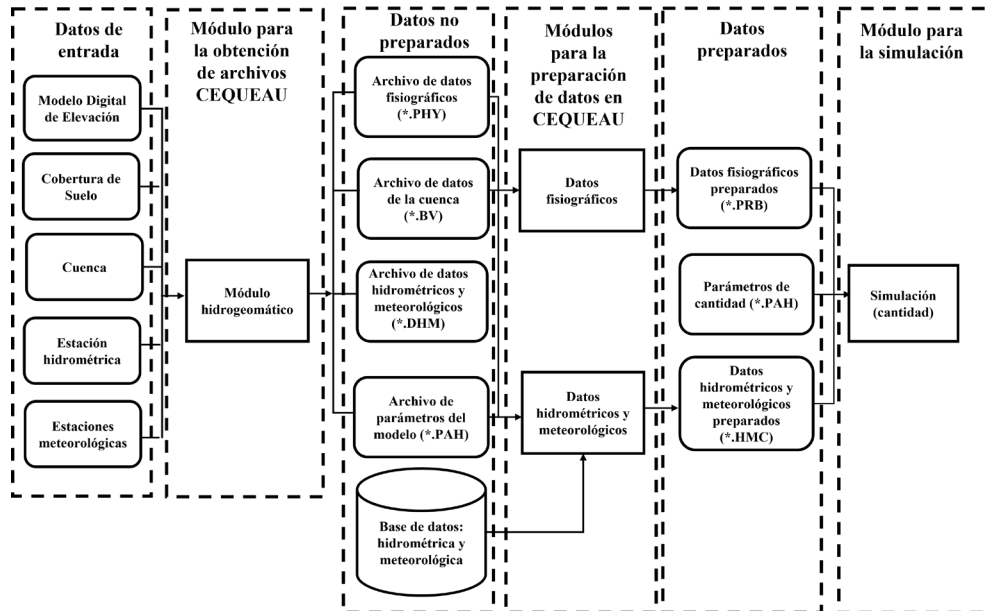 Datos de
entrada
Modelo Digital
de Elevación
Cobertura de
Suelo
Cuenca
Estación
hidrométrica
Estaciones
meteorológicas
Módulo para
la obtención
de archivos
CEQUEAU
Módulo
hidrogeomático
Datos no
preparados
Archivo de datos
fisiográficos
(*.PHY)
Archivo de datos
de la cuenca
(*.BV)
Archivo de datos
hidrométricos y
meteorológicos
(*.DHM)
Archivo de
parámetros del
modelo (*.PAH)
Base de datos:
hidrométrica y
meteorológica
Módulos
para la
preparación
de datos en
CEQUEAU
Datos
fisiográficos
Datos
hidrométricos y
meteorológicos
Datos
preparados
Datos fisiográficos
preparados
(*.PRB)
Parámetros de
cantidad (*.PAH)
Datos
hidrométricos y
meteorológicos
preparados
(*.HMC)
Módulo para
la simulación
Simulación
(cantidad)